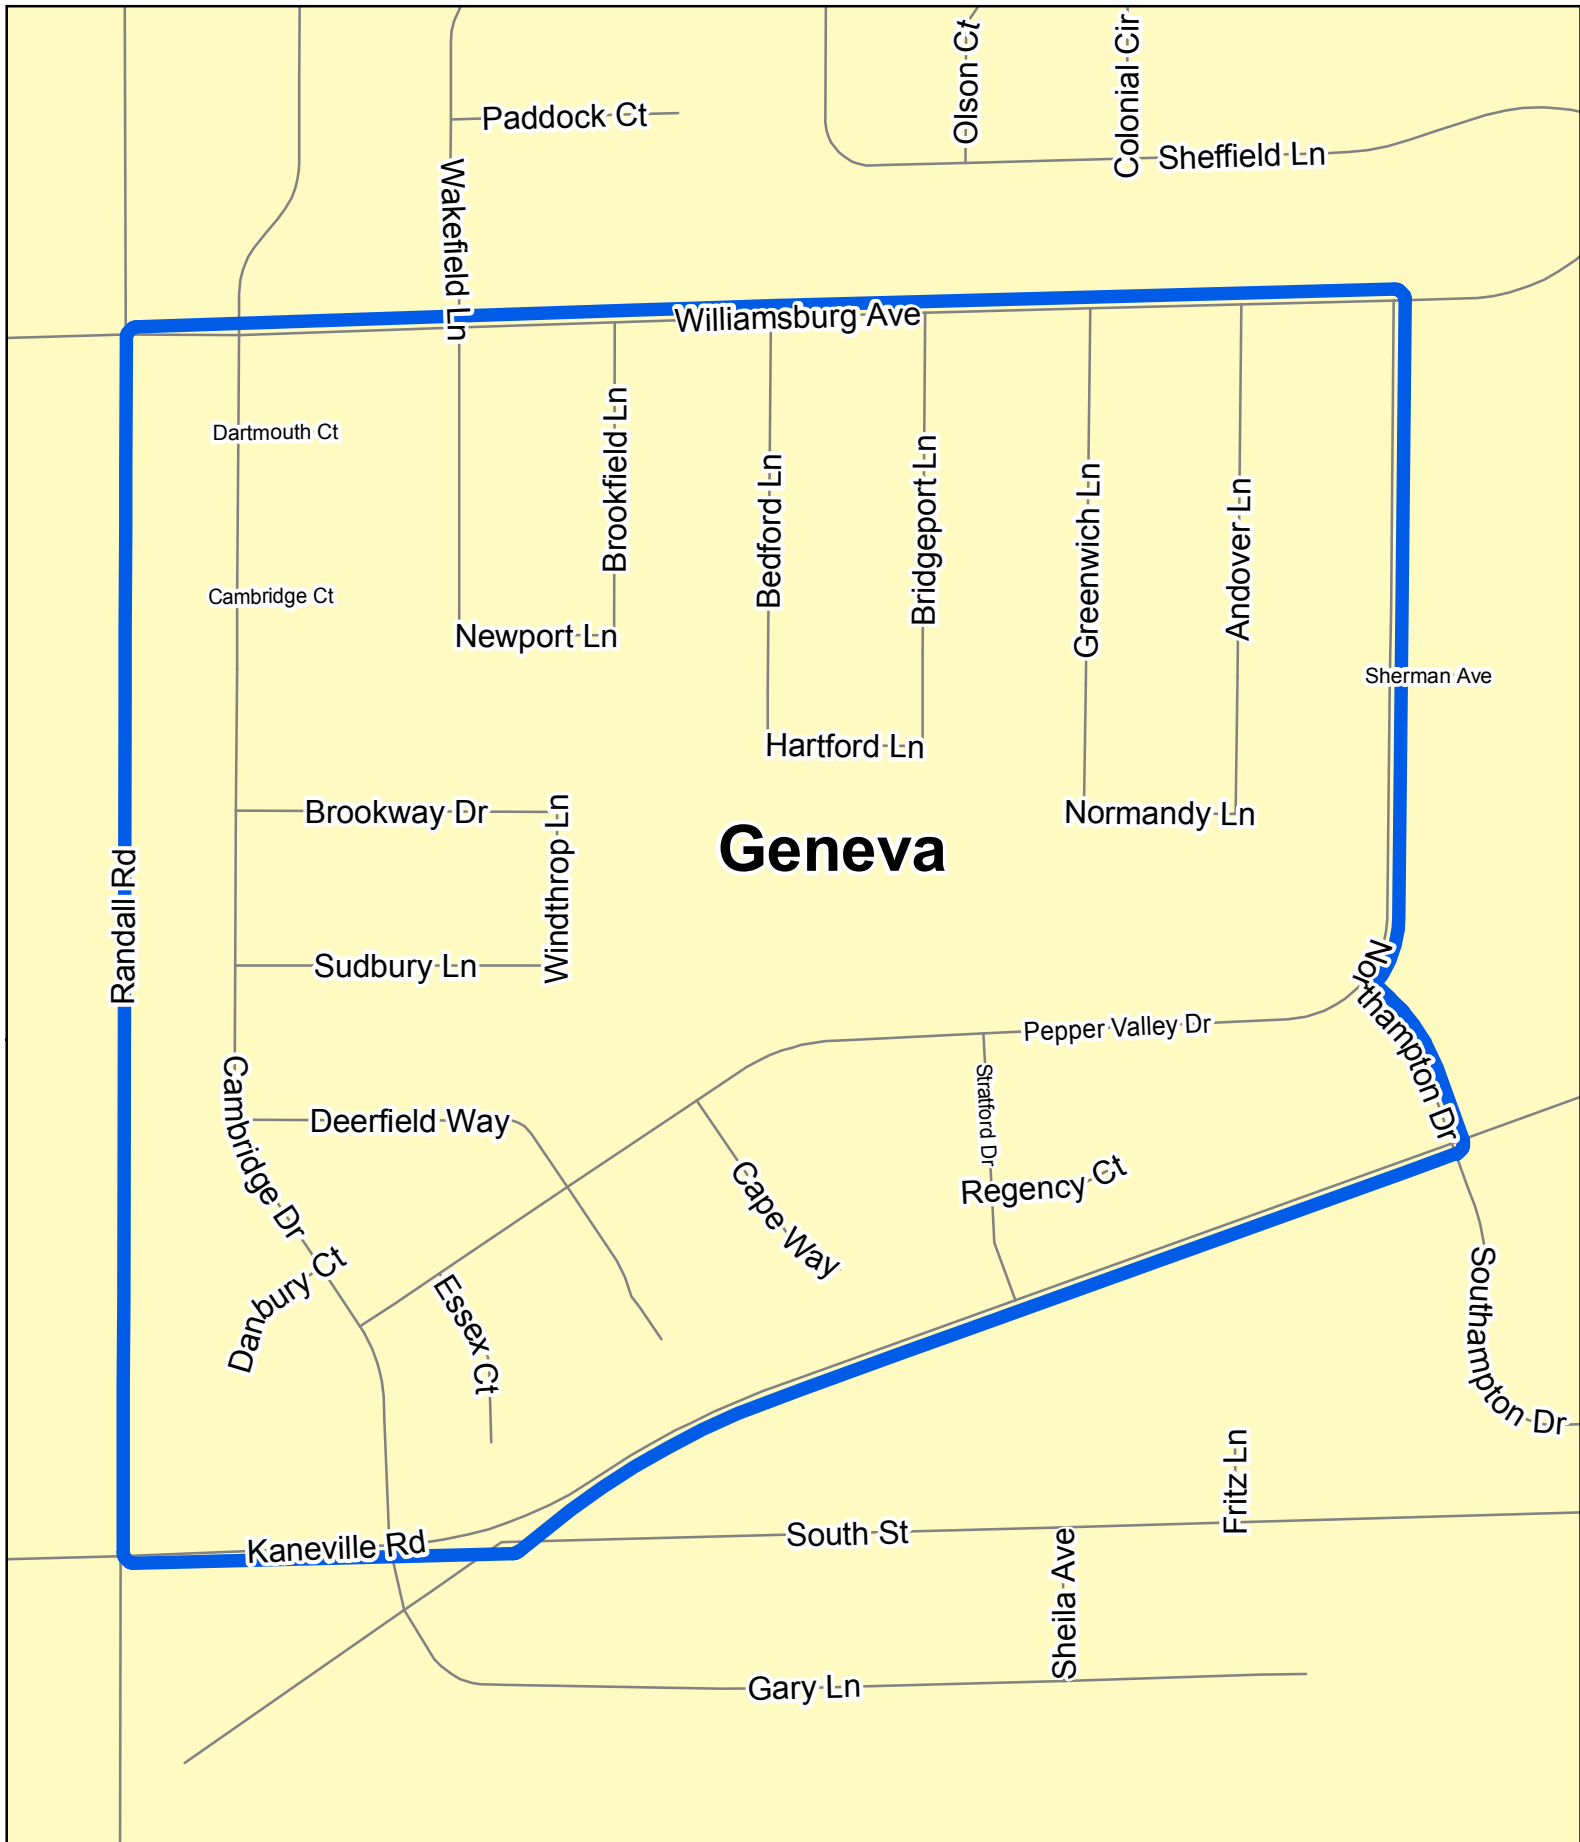 Olson Ct
Colonial Cir
Paddock Ct
Sheffield Ln
Wakefield Ln
Williamsburg Ave
Dartmouth Ct
Brookfield Ln
Bedford Ln
Bridgeport Ln
Greenwich Ln
Andover Ln
Cambridge Ct
Newport Ln
Sherman Ave
Hartford Ln
Brookway Dr
Windthrop Ln
Normandy Ln
Geneva
Randall Rd
Sudbury Ln
Northampton Dr
Pepper Valley Dr
Cambridge Dr
Deerfield Way
Stratford Dr
Cape Way
Regency Ct
Danbury Ct
Essex Ct
Southampton Dr
Fritz Ln
Kaneville Rd
South St
Sheila Ave
Gary Ln